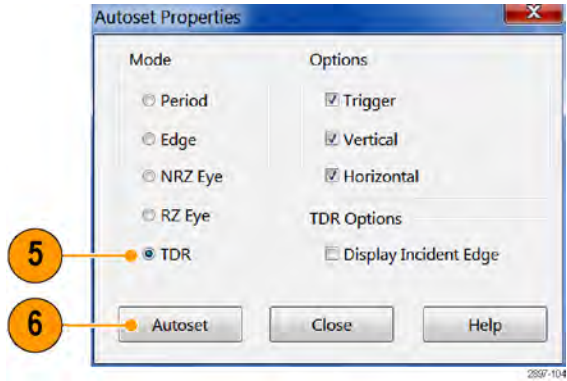 Autoset Properties
Mode
Options
Period
Trigger
Edge
Vertical
NRZ Eye
Horizontal
RZ Eye
TDR Options
5
TDR
Display Incident Edge
6
Autoset
Close
Help
2897-104